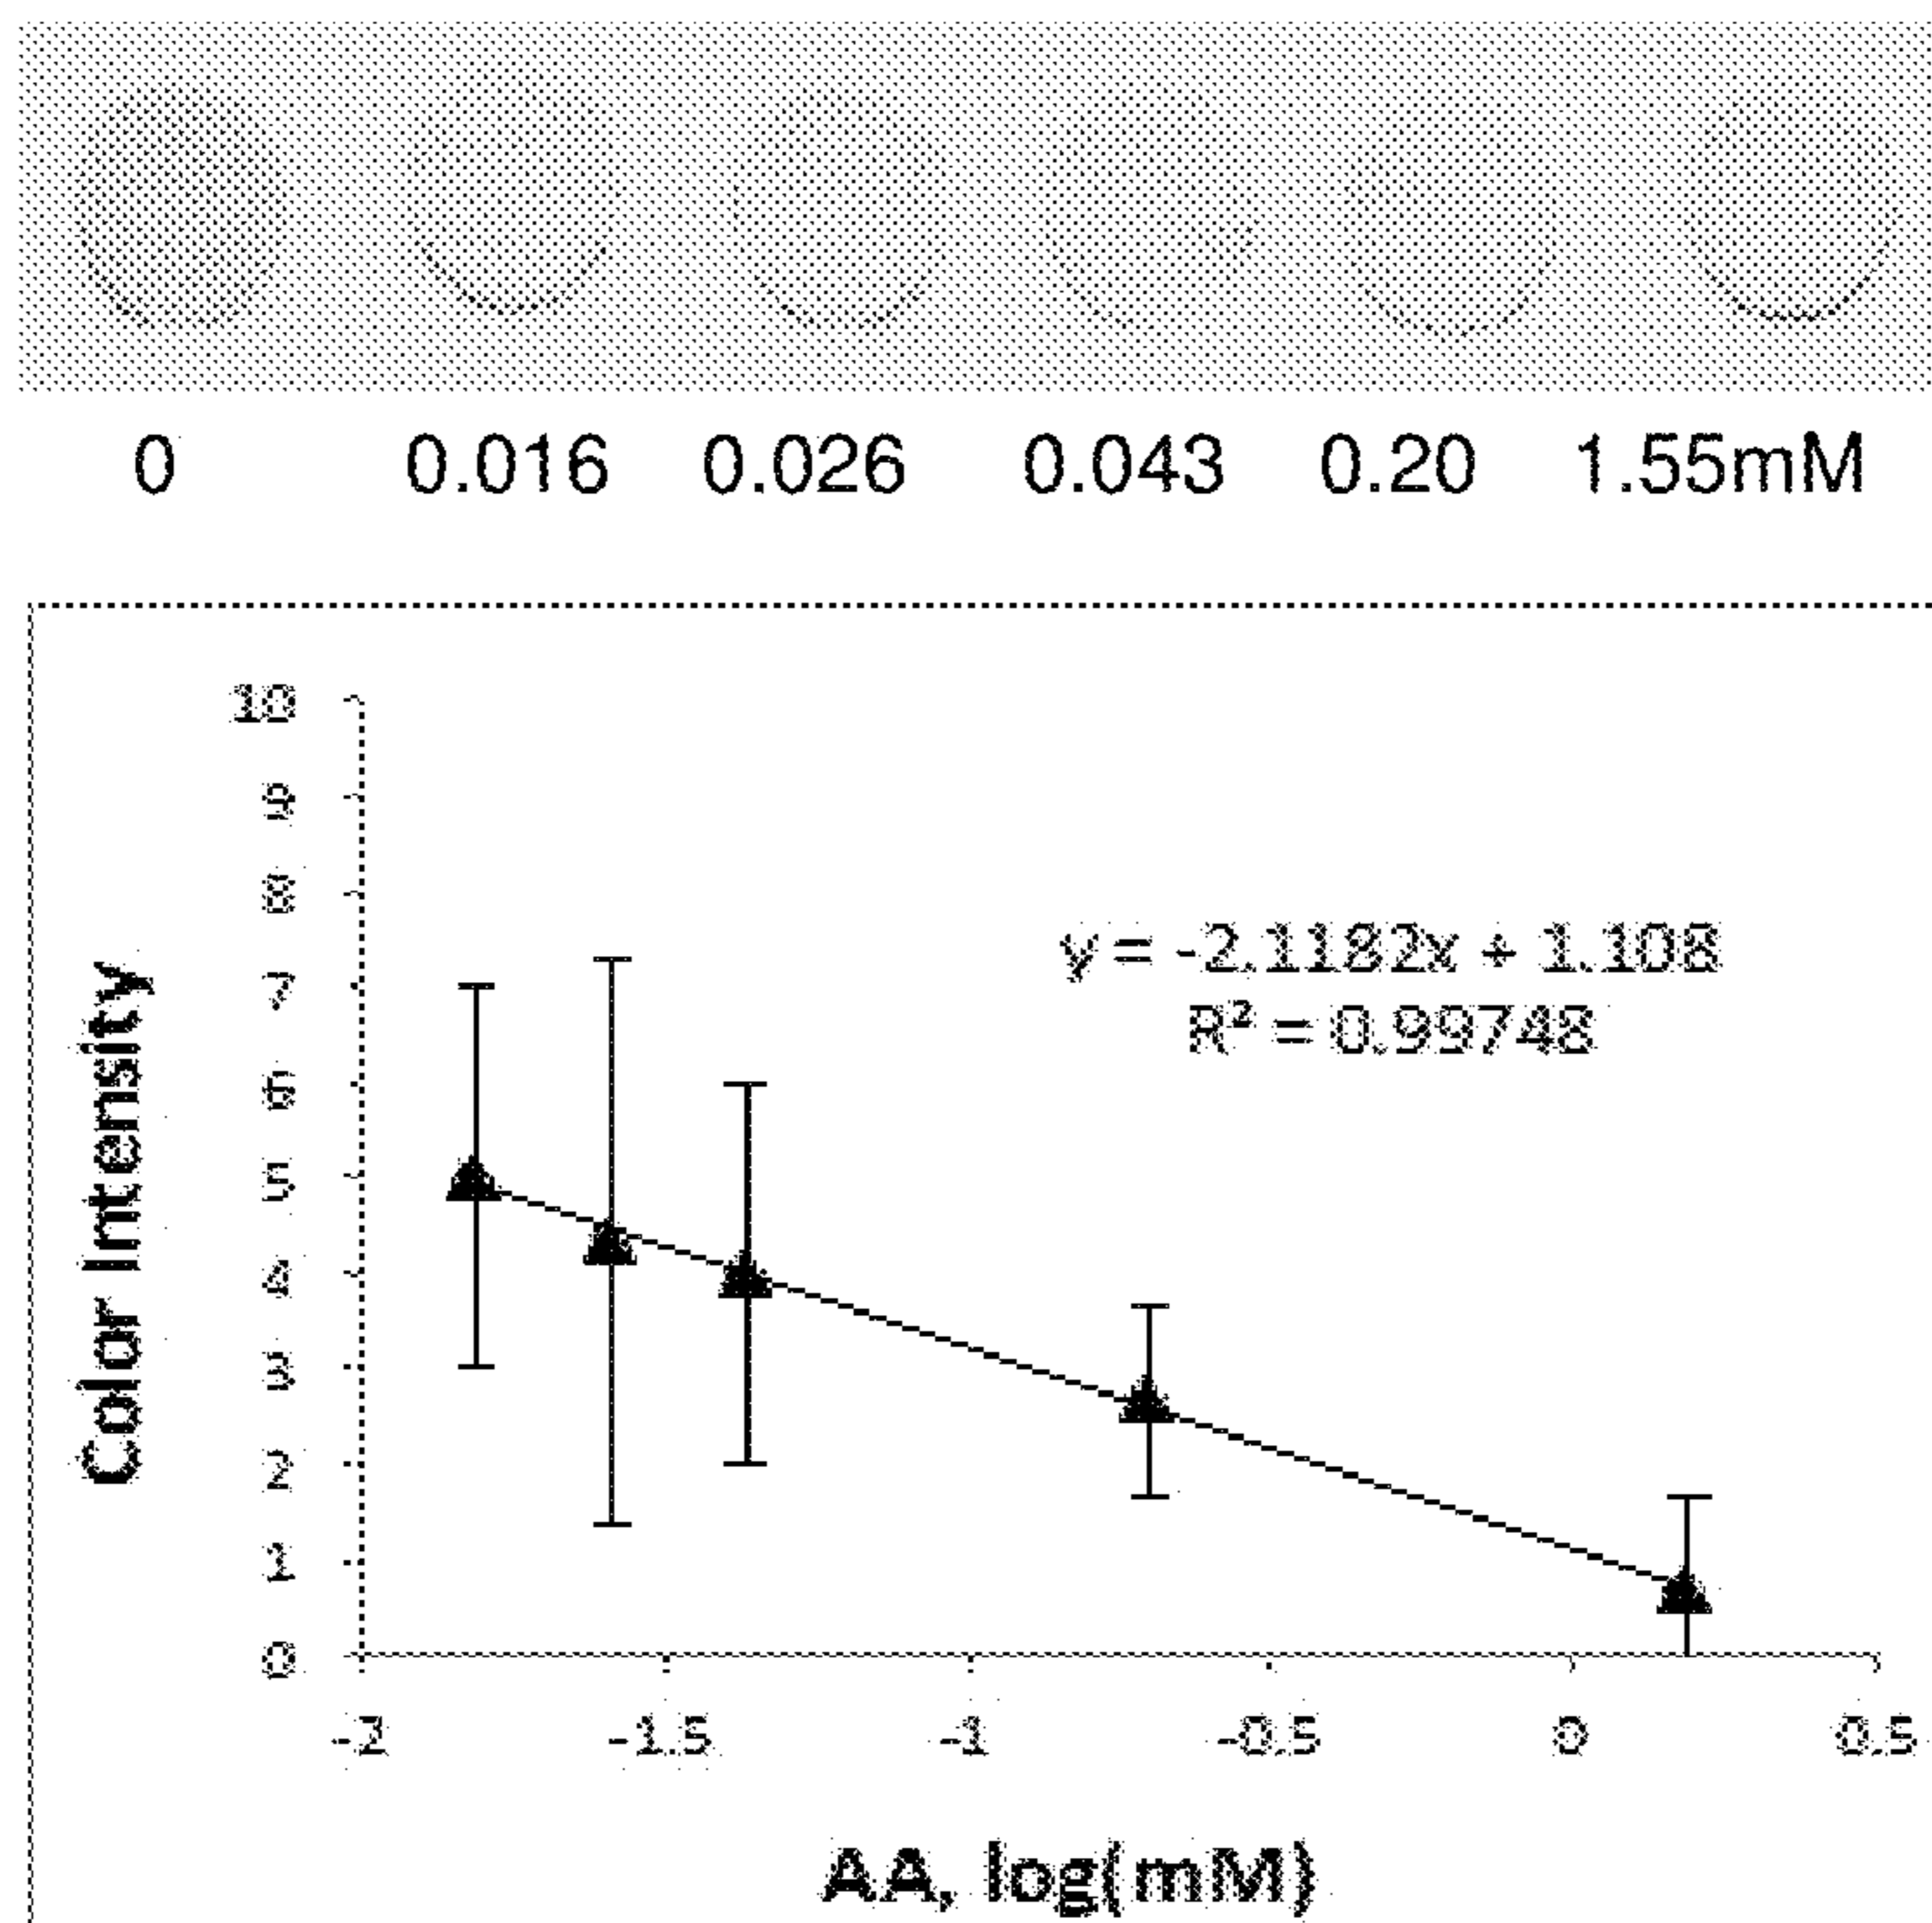 0 0.016 0.026 0.043 0.20 1.55mM
10
9
8
7
6
5
4
3
2
1
0
Color Intensity
y = -2.1182x + 1.108
R² = 0.99748
-2 -1.5 -1 -0.5 0 0.5
AA, log(mM)